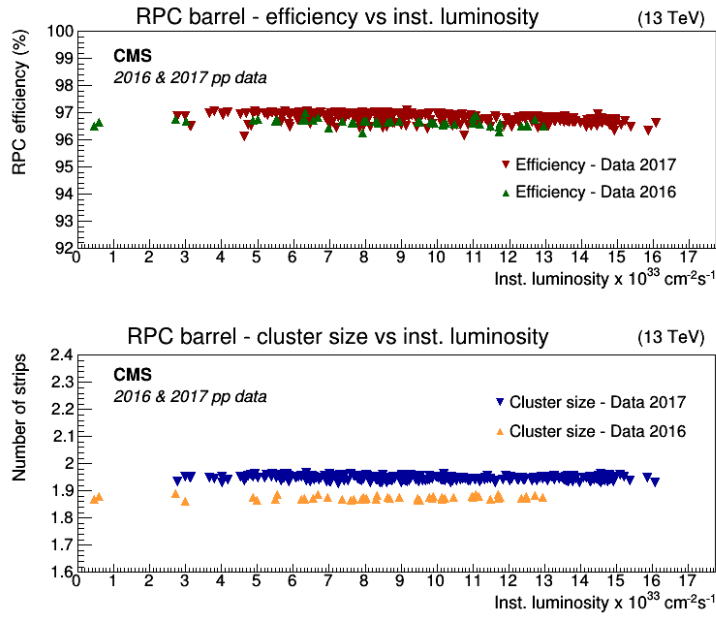 RPC barrel - efficiency vs inst. luminosity (13 TeV)
RPC efficiency (%)
100
99
98
97
96
95
94
93
92
CMS
2016 & 2017 pp data
Efficiency - Data 2017
Efficiency - Data 2016
0 1 2 3 4 5 6 7 8 9 10 11 12 13 14 15 16
Inst. luminosity x 10³³ cm⁻²s⁻¹
RPC barrel - cluster size vs inst. luminosity (13 TeV)
Number of strips
2.4
2.3
2.2
2.1
2
1.9
1.8
1.7
1.6
CMS
2016 & 2017 pp data
Cluster size - Data 2017
Cluster size - Data 2016
0 1 2 3 4 5 6 7 8 9 10 11 12 13 14 15 16
Inst. luminosity x 10³³ cm⁻²s⁻¹